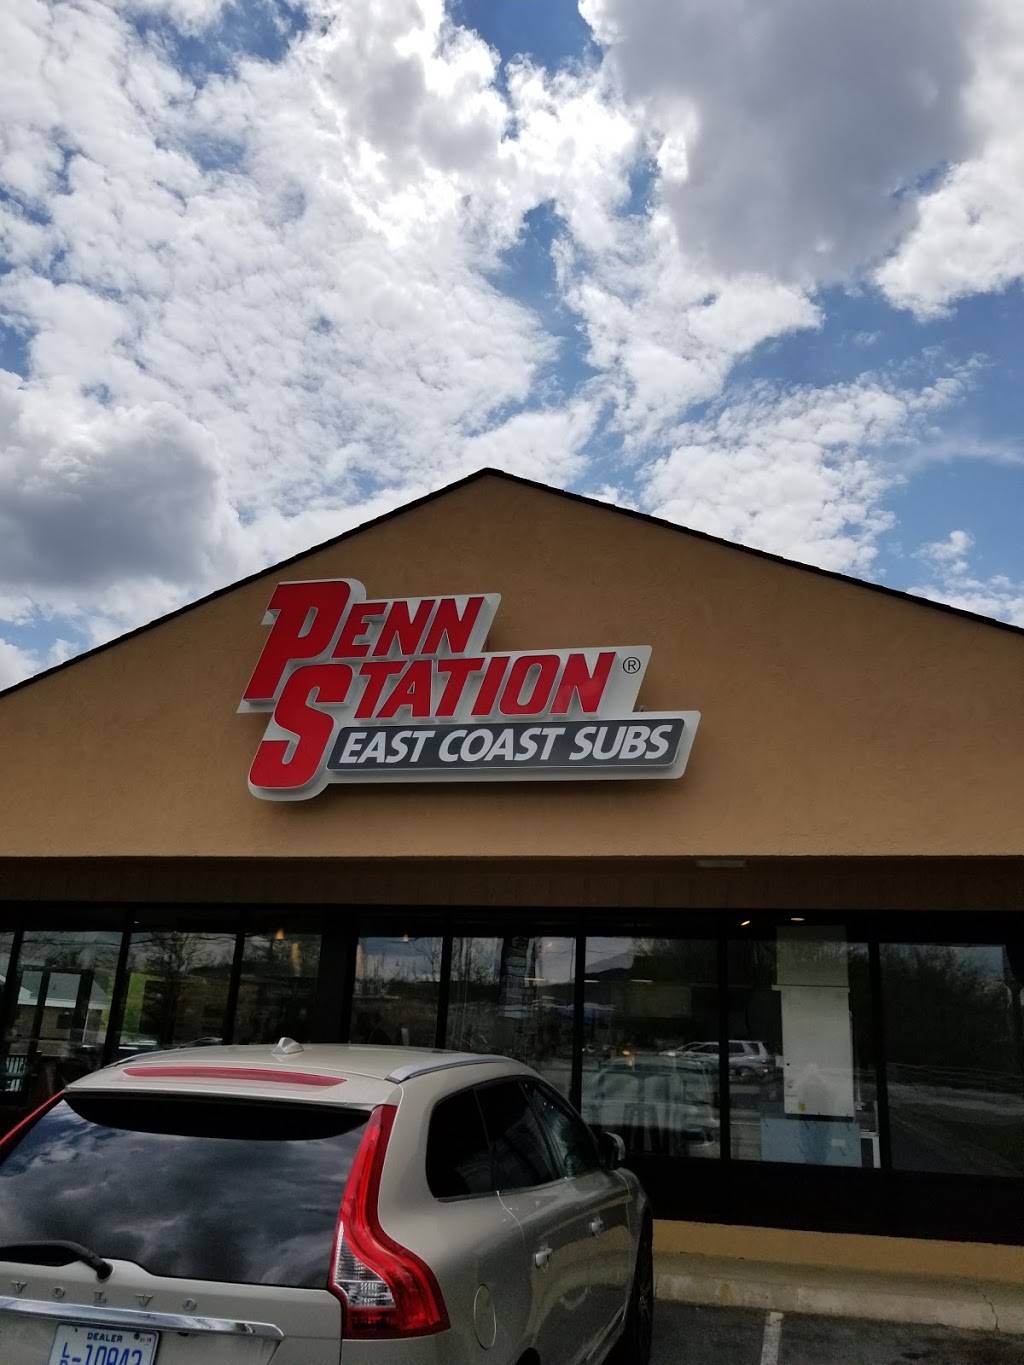 PENN
STATION®
EAST COAST SUBS
VOLVO
DEALER